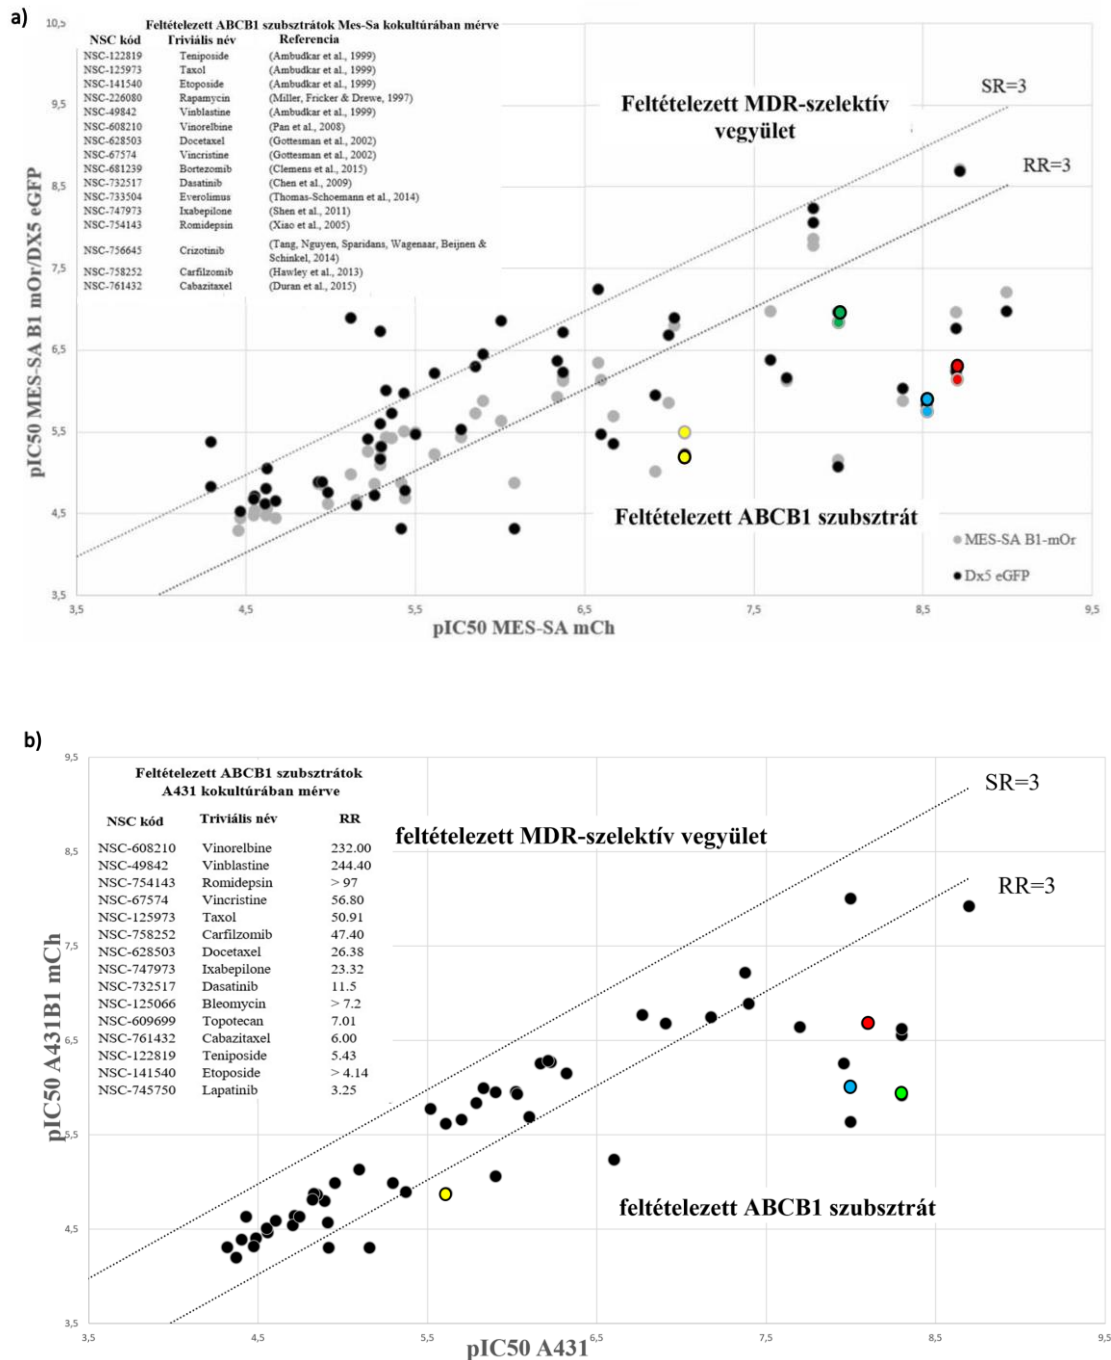 a)
10,5
9,5
8,5
7,5
6,5
5,5
4,5
3,5
pIC50 MES-SA B1 mOr/DX5 eGFP
Feltételezett ABCB1 szubsztrátok Mes-Sa kokultúrában mérve
NSC kód Triviális név Referencia
NSC-122819 Teniposide (Ambudkar et al., 1999)
NSC-125973 Taxol (Ambudkar et al., 1999)
NSC-141540 Etoposide (Ambudkar et al., 1999)
NSC-226080 Rapamycin (Miller, Fricker & Drewe, 1997)
NSC-49842 Vinblastine (Ambudkar et al., 1999)
NSC-608210 Vinorelbine (Pan et al., 2008)
NSC-628503 Docetaxel (Gottesman et al., 2002)
NSC-67574 Vincristine (Gottesman et al., 2002)
NSC-681239 Bortezomib (Clemens et al., 2015)
NSC-732517 Dasatinib (Chen et al., 2009)
NSC-733504 Everolimus (Thomas-Schoemann et al., 2014)
NSC-747973 Ixabepilone (Shen et al., 2011)
NSC-754143 Romidepsin (Xiao et al., 2005)
NSC-756645 Crizotinib (Tang, Nguyen, Sparidans, Wagenaar, Beijnen &
Schinkel, 2014)
NSC-758252 Carfilzomib (Hawley et al., 2013)
NSC-761432 Cabazitaxel (Duran et al., 2015)
Feltételezett MDR-szelektív
vegyület
SR=3
RR=3
Feltételezett ABCB1 szubsztrát
MES-SA B1-mOr
Dx5 eGFP
3,5 4,5 5,5 6,5 7,5 8,5 9,5
pIC50 MES-SA mCh
b)
9,5
8,5
7,5
6,5
5,5
4,5
3,5
pIC50 A431B1 mCh
Feltételezett ABCB1 szubsztrátok
A431 kokultúrában mérve
NSC kód Triviális név RR
NSC-608210 Vinorelbine 232.00
NSC-49842 Vinblastine 244.40
NSC-754143 Romidepsin > 97
NSC-67574 Vincristine 56.80
NSC-125973 Taxol 50.91
NSC-758252 Carfilzomib 47.40
NSC-628503 Docetaxel 26.38
NSC-747973 Ixabepilone 23.32
NSC-732517 Dasatinib 11.5
NSC-125066 Bleomycin > 7.2
NSC-609699 Topotecan 7.01
NSC-761432 Cabazitaxel 6.00
NSC-122819 Teniposide 5.43
NSC-141540 Etoposide > 4.14
NSC-745750 Lapatinib 3.25
feltételezett MDR-szelektív vegyület
SR=3
RR=3
feltételezett ABCB1 szubsztrát
3,5 4,5 5,5 6,5 7,5 8,5 9,5
pIC50 A431